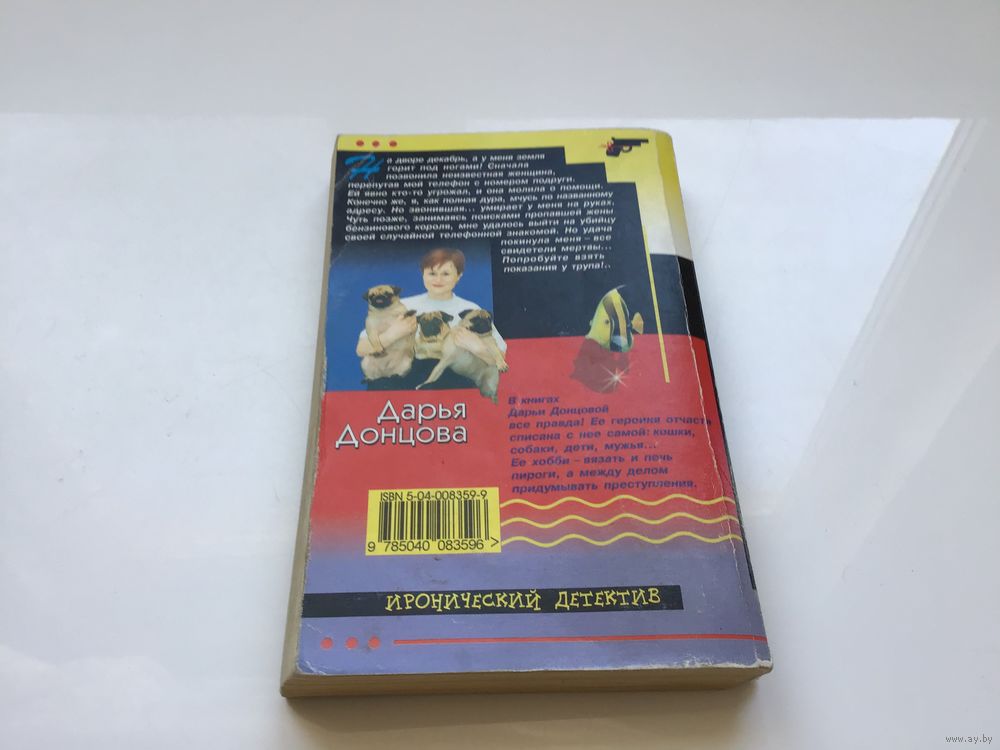 На дворе декабрь, а у меня земля
горит под ногами! Сначала
позвонила неизвестная женщина,
перепутая мой телефон с номером подруги.
Ей явно кто-то угрожал, и она молила о помощи.
Конечно же, я, как полная дура, мчусь по названному
адресу. Но звонившая... умирает у меня на руках.
Чуть позже, занимаясь поисками пропавшей жены
бензинового короля, мне удалось выйти на убийцу
своей случайной телефонной знакомой. Но удача
покинула меня – все
свидетели мертвы...
Попробуйте взять
показания у трупа!..
Дарья
Донцова
В книгах
Дарьи Донцовой
все правда! Ее героиня отчасти
списана с нее самой: кошки,
собаки, дети, мужья...
Ее хобби – вязать и печь
пироги, а между делом
придумывать преступления.
ISBN 5-04-008359-9
9 785040 083596 >
ИРОНИЧЕСКИЙ ДЕТЕКТИВ
www.ay.by